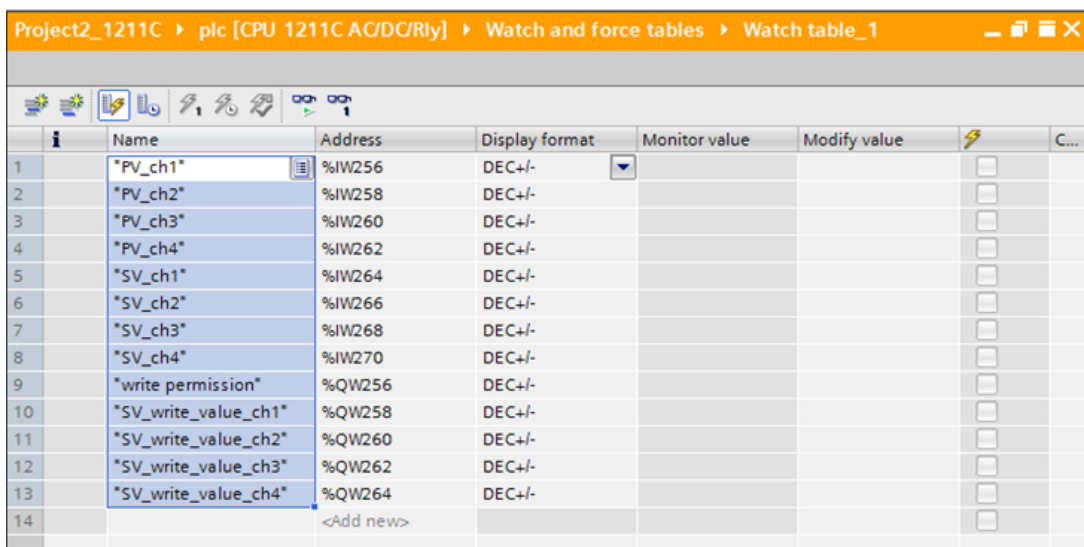 Project2_1211C ▸ plc [CPU 1211C AC/DC/Rly] ▸ Watch and force tables ▸ Watch table_1
i Name Address Display format Monitor value Modify value C...
1 "PV_ch1" %IW256 DEC+/-
2 "PV_ch2" %IW258 DEC+/-
3 "PV_ch3" %IW260 DEC+/-
4 "PV_ch4" %IW262 DEC+/-
5 "SV_ch1" %IW264 DEC+/-
6 "SV_ch2" %IW266 DEC+/-
7 "SV_ch3" %IW268 DEC+/-
8 "SV_ch4" %IW270 DEC+/-
9 "write permission" %QW256 DEC+/-
10 "SV_write_value_ch1" %QW258 DEC+/-
11 "SV_write_value_ch2" %QW260 DEC+/-
12 "SV_write_value_ch3" %QW262 DEC+/-
13 "SV_write_value_ch4" %QW264 DEC+/-
14 <Add new>